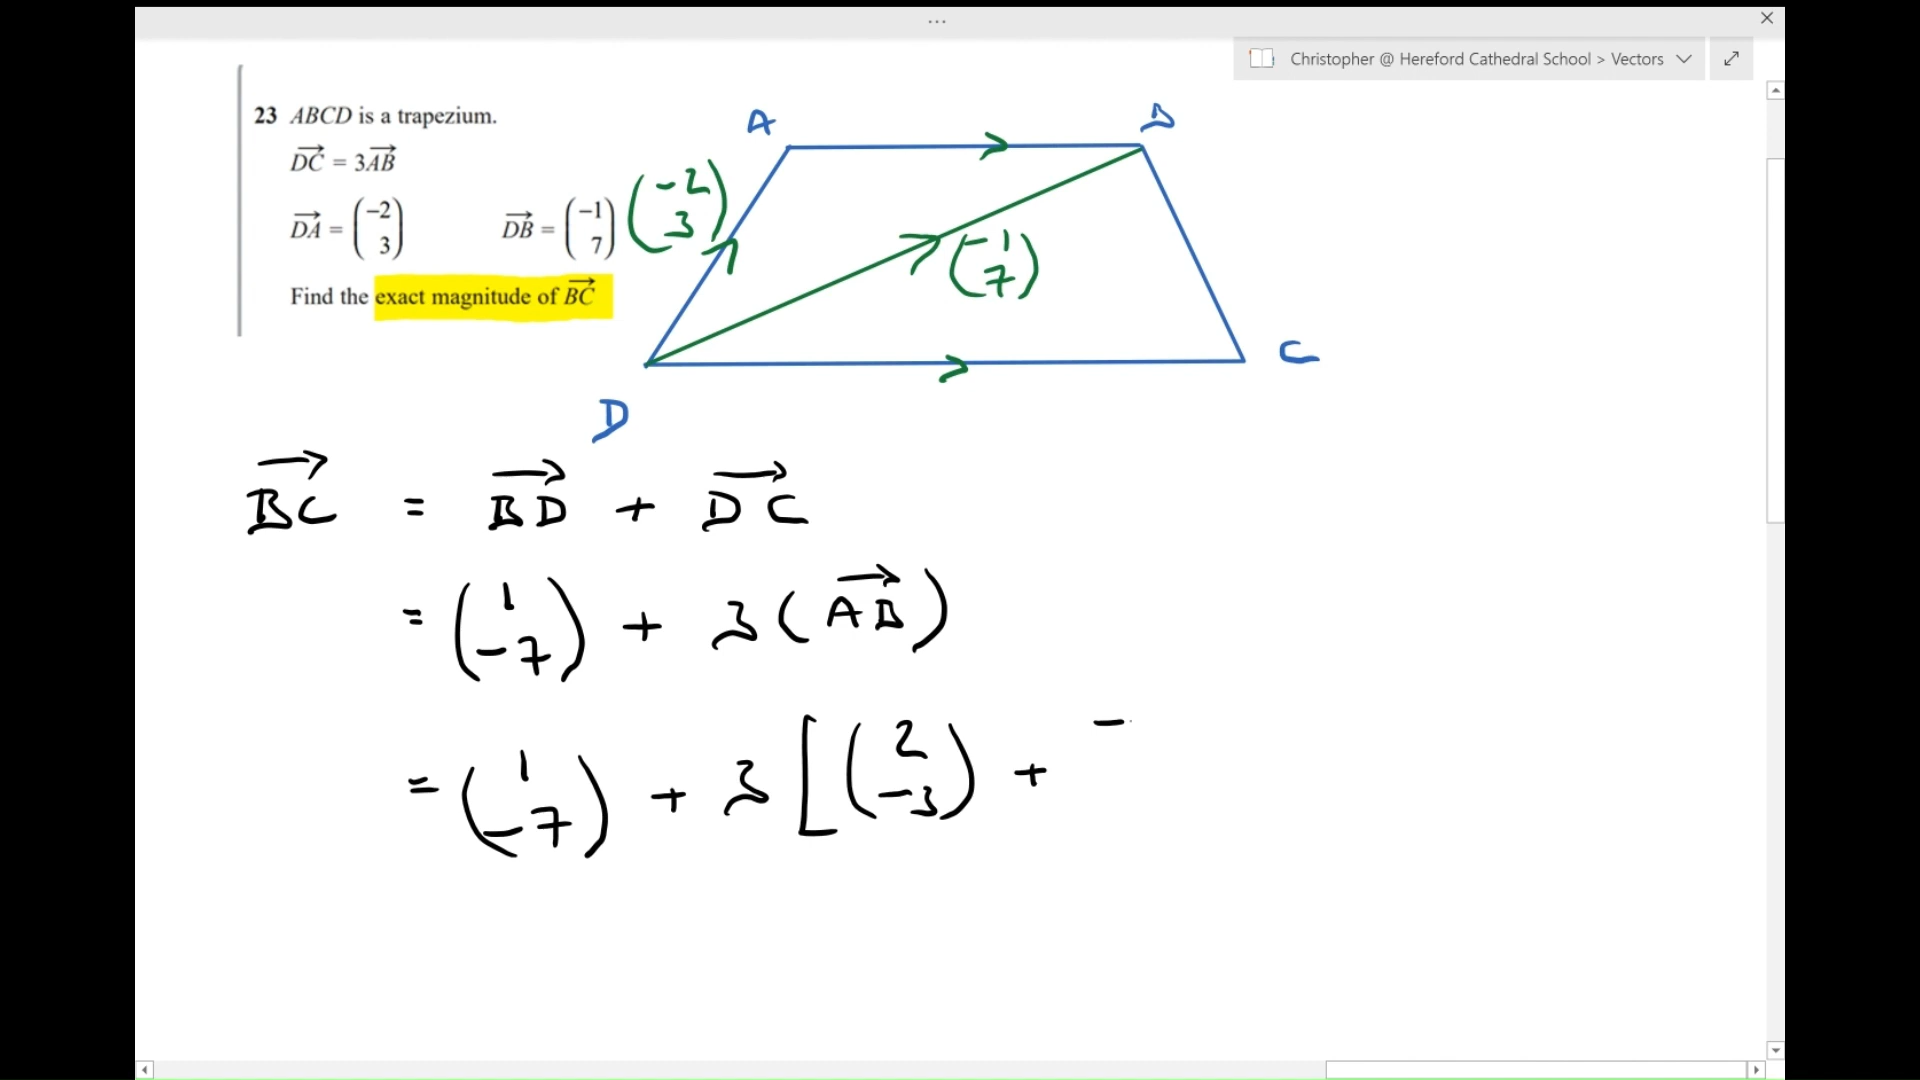 ...
Christopher @ Hereford Cathedral School > Vectors
23 ABCD is a trapezium.
DC⃗ = 3AB⃗
DA⃗ = (−2 3) DB⃗ = (−1 7)
Find the exact magnitude of BC⃗
A B
(−2 3)
(−1 7)
D C
BC⃗ = BD⃗ + DC⃗
= (1 −7) + 3(AB⃗)
= (1 −7) + 3[(2 −3) + −